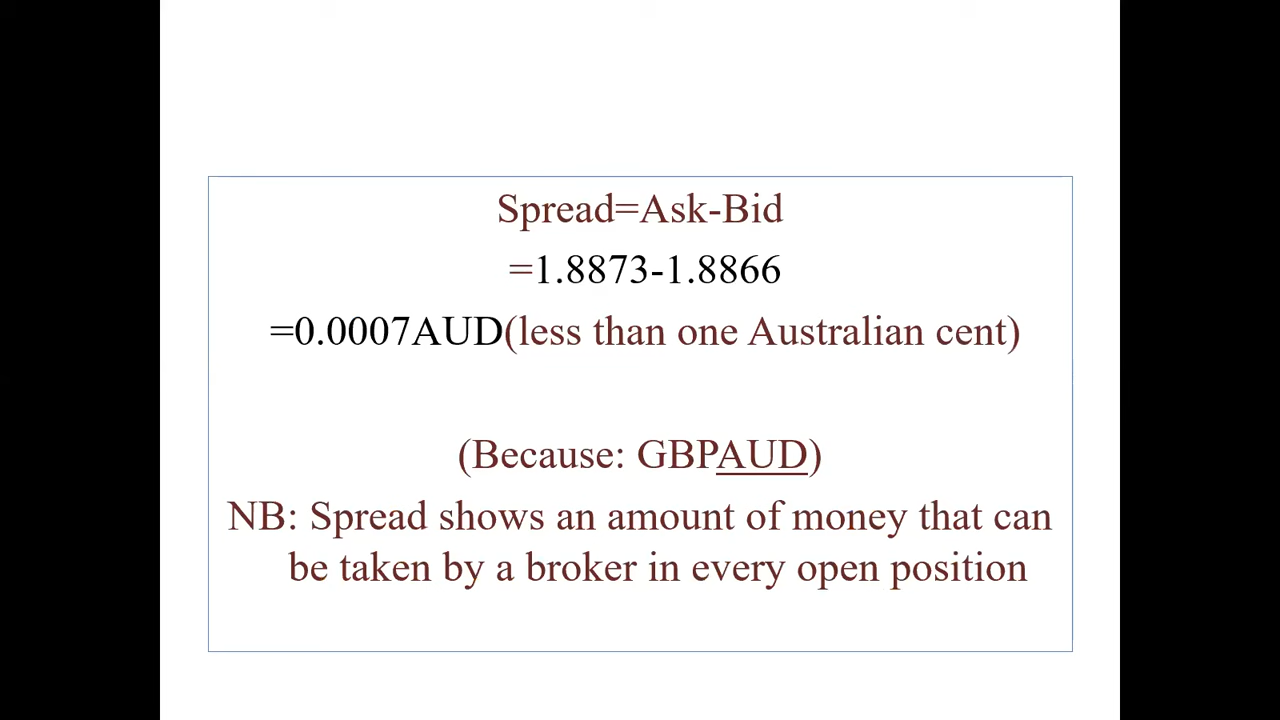 Spread=Ask-Bid
=1.8873-1.8866
=0.0007AUD(less than one Australian cent)
(Because: GBPAUD)
NB: Spread shows an amount of money that can
be taken by a broker in every open position